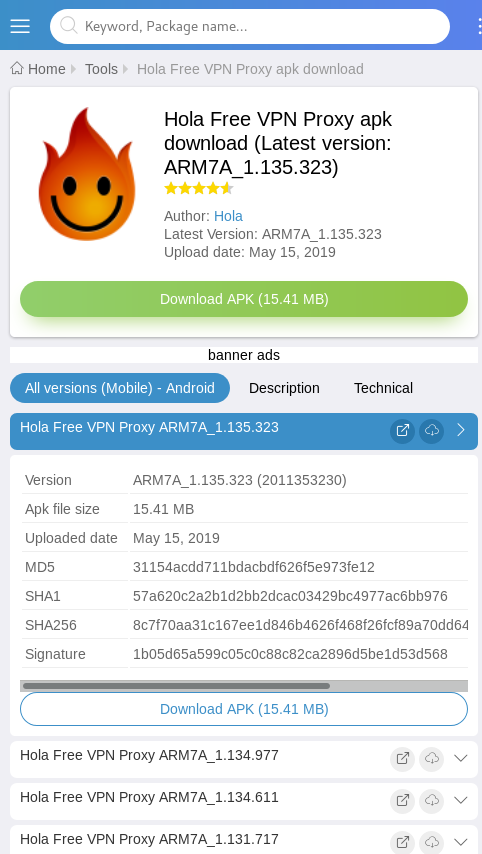 Keyword, Package name...
Home Tools Hola Free VPN Proxy apk download
Hola Free VPN Proxy apk
download (Latest version:
ARM7A_1.135.323)
Author: Hola
Latest Version: ARM7A_1.135.323
Upload date: May 15, 2019
Download APK (15.41 MB)
banner ads
All versions (Mobile) - Android Description Technical
Hola Free VPN Proxy ARM7A_1.135.323
Version ARM7A_1.135.323 (2011353230)
Apk file size 15.41 MB
Uploaded date May 15, 2019
MD5 31154acdd711bdacbdf626f5e973fe12
SHA1 57a620c2a2b1d2bb2dcac03429bc4977ac6bb976
SHA256 8c7f70aa31c167ee1d846b4626f468f26fcf89a70dd64
Signature 1b05d65a599c05c0c88c82ca2896d5be1d53d568
Download APK (15.41 MB)
Hola Free VPN Proxy ARM7A_1.134.977
Hola Free VPN Proxy ARM7A_1.134.611
Hola Free VPN Proxy ARM7A_1.131.717